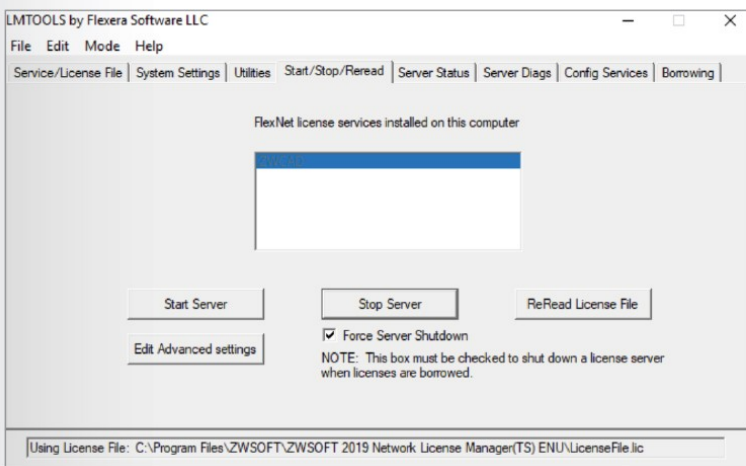 LMTOOLS by Flexera Software LLC
File Edit Mode Help
Service/License File System Settings Utilities Start/Stop/Reread Server Status Server Diags Config Services Borrowing
FlexNet license services installed on this computer
Start Server Stop Server ReRead License File
Edit Advanced settings
Force Server Shutdown
NOTE: This box must be checked to shut down a license server
when licenses are borrowed.
Using License File: C:\Program Files\ZWSOFT\ZWSOFT 2019 Network License Manager(TS) ENU\LicenseFile.lic